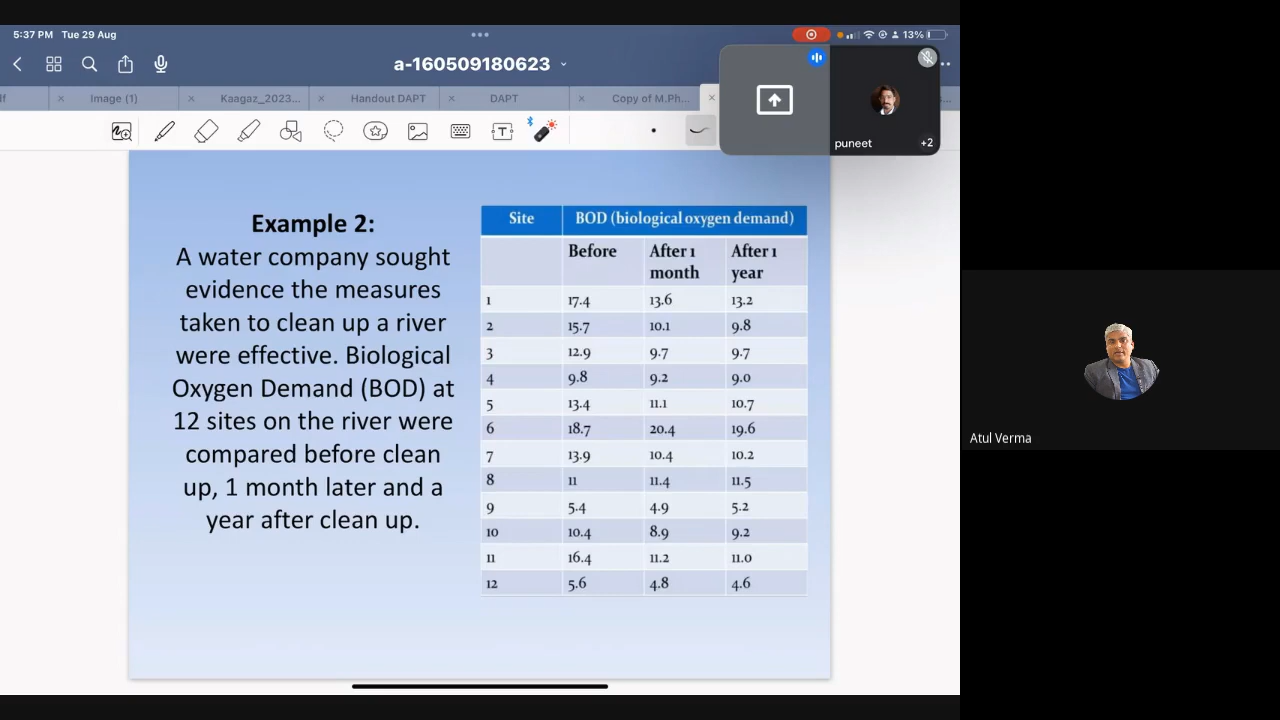 5:37 PM Tue 29 Aug
13%
a-160509180623
Image (1)
Kaagaz_2023...
Handout DAPT
DAPT
Copy of M.Ph...
puneet
+2
Example 2:
A water company sought
evidence the measures
taken to clean up a river
were effective. Biological
Oxygen Demand (BOD) at
12 sites on the river were
compared before clean
up, 1 month later and a
year after clean up.
Site BOD (biological oxygen demand)
Before After 1 month After 1 year
1 17.4 13.6 13.2
2 15.7 10.1 9.8
3 12.9 9.7 9.7
4 9.8 9.2 9.0
5 13.4 11.1 10.7
6 18.7 20.4 19.6
7 13.9 10.4 10.2
8 11 11.4 11.5
9 5.4 4.9 5.2
10 10.4 8.9 9.2
11 16.4 11.2 11.0
12 5.6 4.8 4.6
Atul Verma